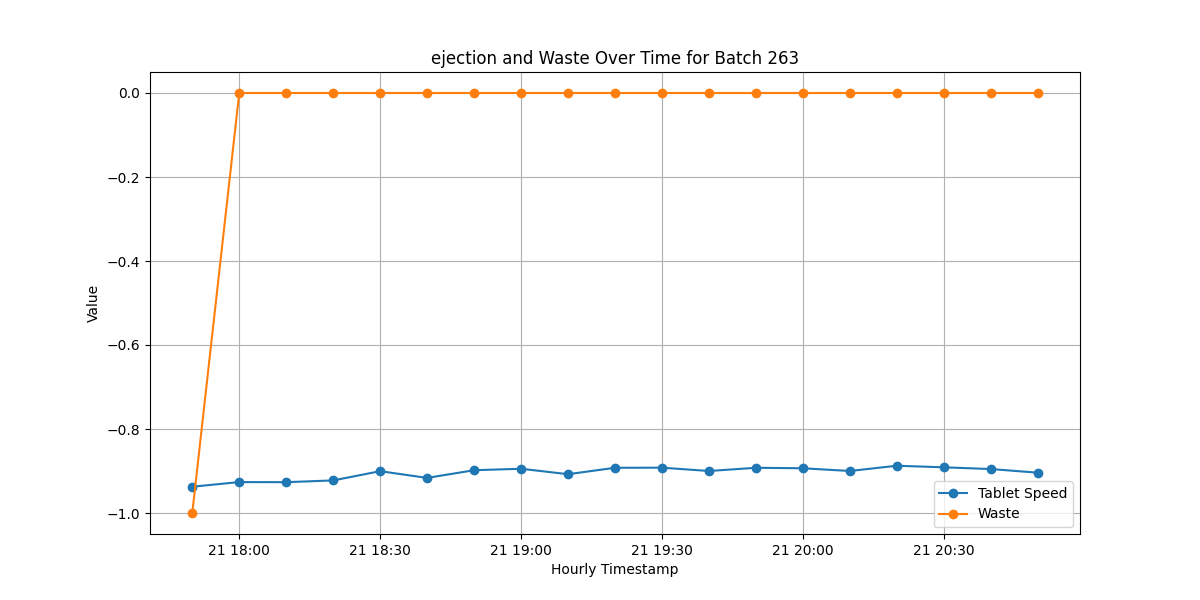 ejection and Waste Over Time for Batch 263
0.0
−0.2
−0.4
−0.6
−0.8
−1.0
Value
Tablet Speed
Waste
21 18:00 21 18:30 21 19:00 21 19:30 21 20:00 21 20:30
Hourly Timestamp